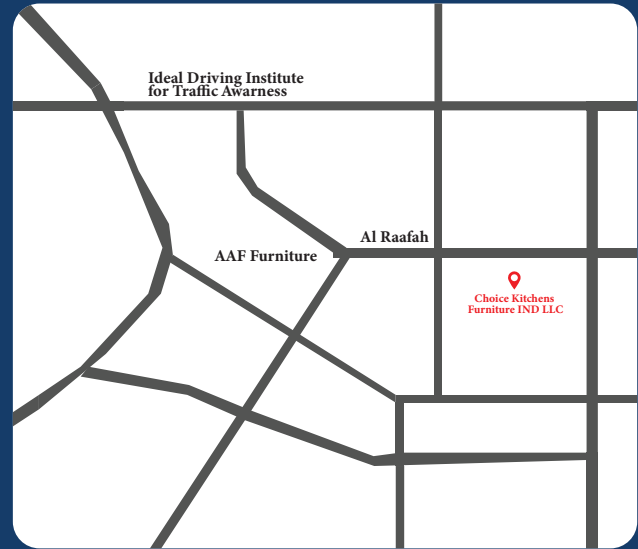 Ideal Driving Institute
for Traffic Awarness
Al Raafah
AAF Furniture
Choice Kitchens
Furniture IND LLC